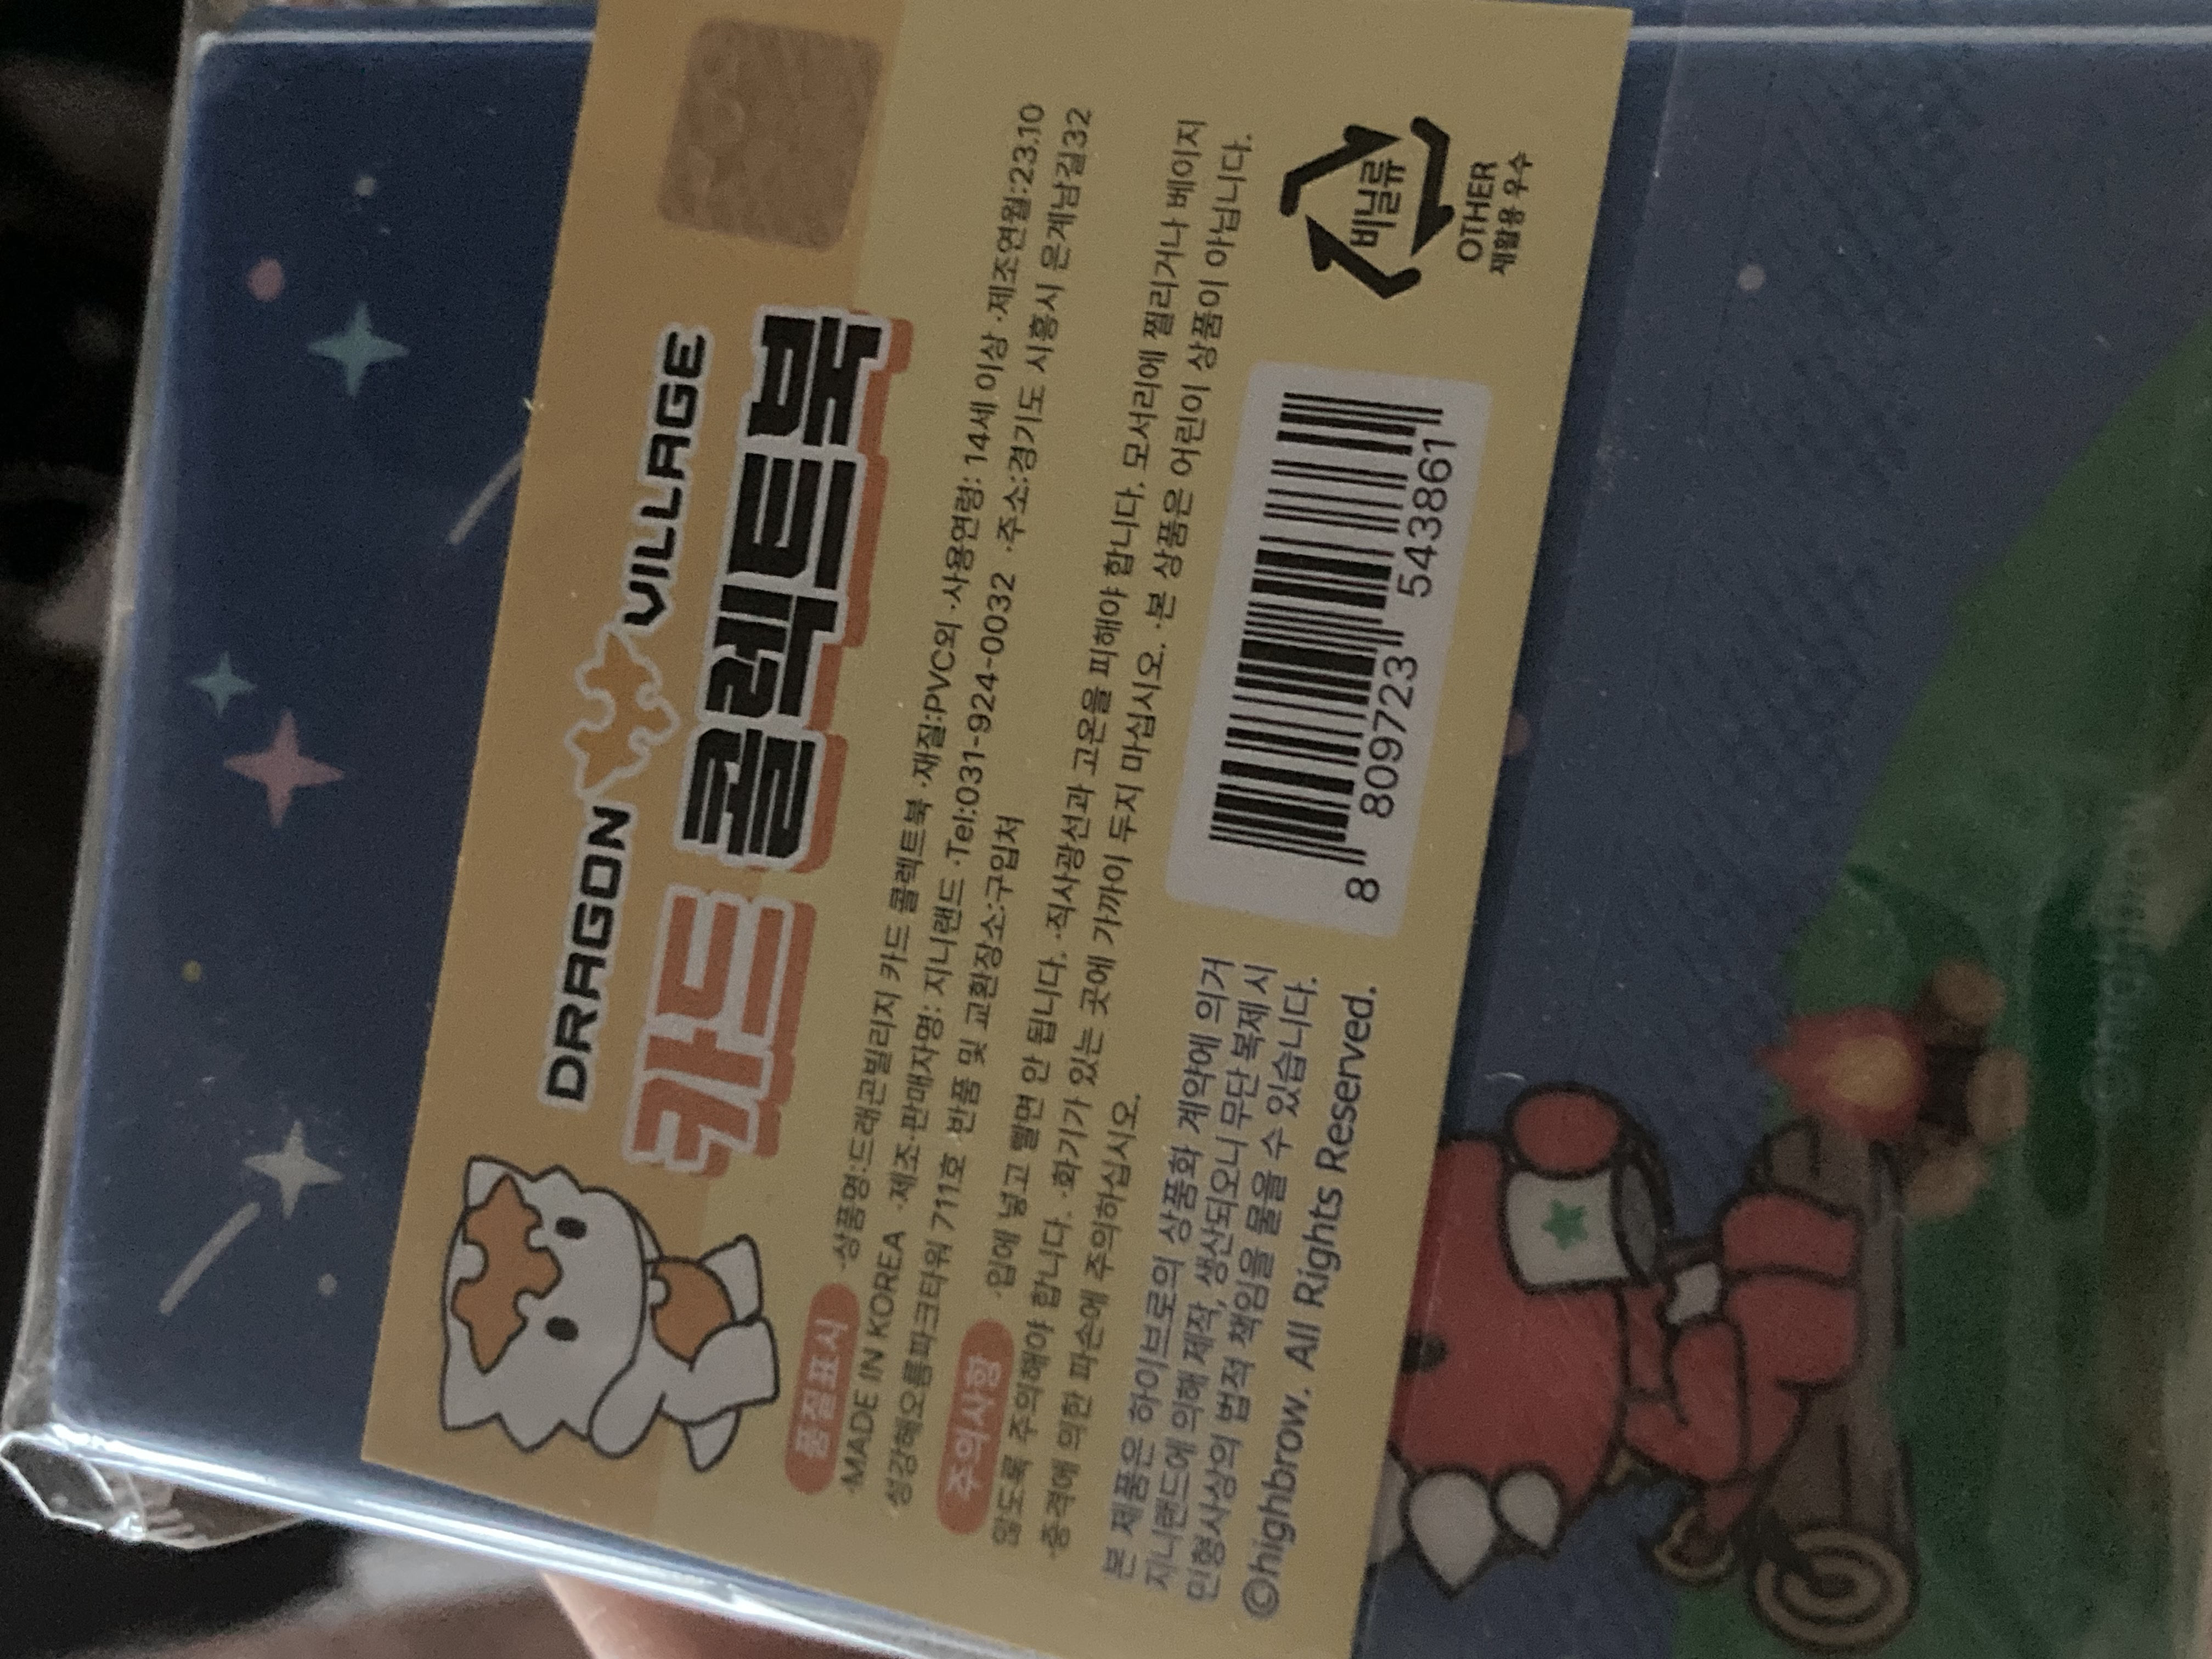 DRAGON VILLAGE
카드 콜렉트북
품질표시 ·상품명:드래곤빌리지 카드 콜렉트북 ·재질:PVC외 ·사용연령: 14세 이상 ·제조연월:23.10
·MADE IN KOREA ·제조·판매자명: 지니랜드 ·Tel:031-924-0032 ·주소:경기도 시흥시 은계남길32
성강해오름파크타워 711호 ·반품 및 교환장소:구입처
주의사항 ·입에 넣고 빨면 안 됩니다. ·직사광선과 고온을 피해야 합니다. 모서리에 찔리거나 베이지
않도록 주의해야 합니다. ·화기가 있는 곳에 가까이 두지 마십시오. ·본 상품은 어린이 상품이 아닙니다.
·충격에 의한 파손에 주의하십시오.
본 제품은 하이브로의 상품화 계약에 의거
지니랜드에 의해 제작, 생산되오니 무단 복제 시
민형사상의 법적 책임을 물을 수 있습니다.
©highbrow. All Rights Reserved.
8 809723 543861
비닐류
OTHER
재활용 우수
©highbrow